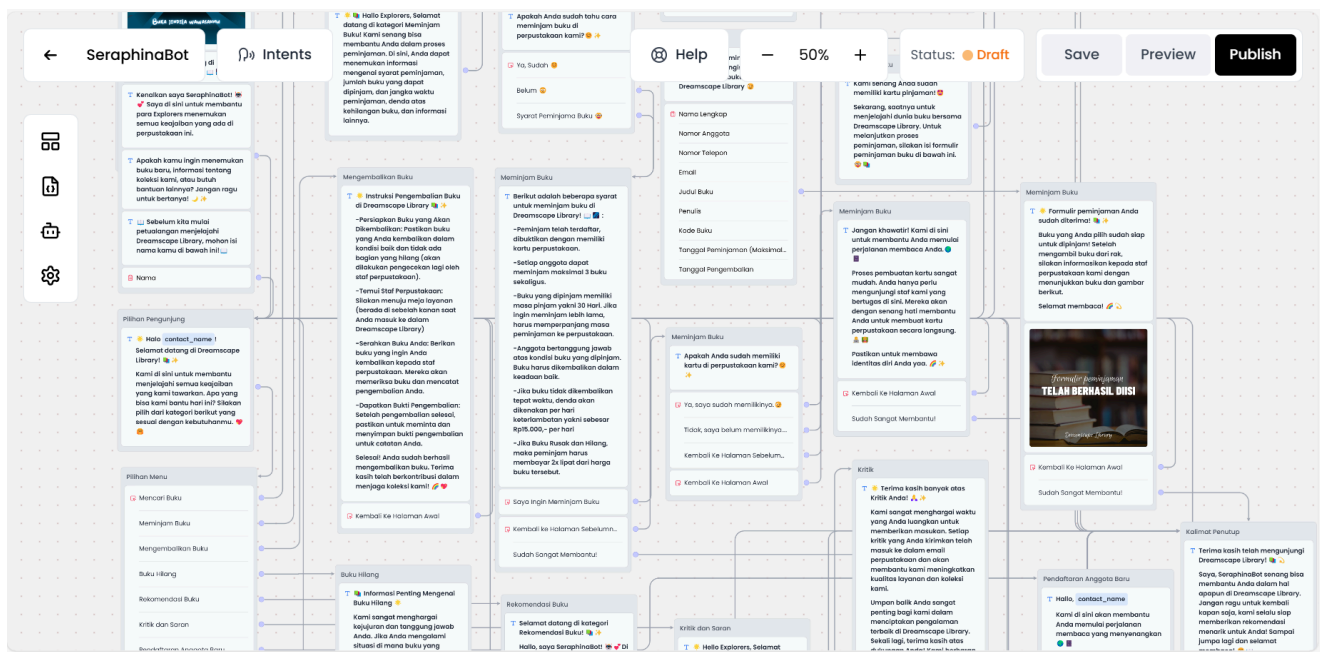 SeraphinaBot
Intents
Help
50%
Status: Draft
Save
Preview
Publish
BUKA JENDELA WAWASANMU
Kenalkan saya SeraphinaBot!
Saya di sini untuk membantu
para Explorers menemukan
semua keajaiban yang ada di
perpustakaan ini.
Apakah kamu ingin menemukan
buku baru, informasi tentang
koleksi kami, atau butuh
bantuan lainnya? Jangan ragu
untuk bertanya!
Sebelum kita mulai
petualangan menjelajahi
Dreamscape Library, mohon isi
nama kamu di bawah ini!
Nama
Pilihan Pengunjung
Halo contact_name !
Selamat datang di Dreamscape
Library!
Kami di sini untuk membantu
menjelajahi semua keajaiban
yang kami tawarkan. Apa yang
bisa kami bantu hari ini? Silakan
pilih dari kategori berikut yang
sesuai dengan kebutuhanmu.
Pilihan Menu
Mencari Buku
Meminjam Buku
Mengembalikan Buku
Buku Hilang
Rekomendasi Buku
Kritik dan Saran
Pendaftaran Anggota Baru
Hallo Explorers, Selamat
datang di kategori Meminjam
Buku! Kami senang bisa
membantu Anda dalam proses
peminjaman. Di sini, Anda dapat
menemukan informasi
mengenai syarat peminjaman,
jumlah buku yang dapat
dipinjam, dan jangka waktu
peminjaman, denda atas
kehilangan buku, dan informasi
lainnya.
Mengembalikan Buku
Instruksi Pengembalian Buku
di Dreamscape Library
-Persiapkan Buku yang Akan
Dikembalikan: Pastikan buku
yang Anda kembalikan dalam
kondisi baik dan tidak ada
bagian yang hilang (akan
dilakukan pengecekan lagi oleh
staf perpustakaan).
-Temui Staf Perpustakaan:
Silakan menuju meja layanan
(berada di sebelah kanan saat
Anda masuk ke dalam
Dreamscape Library)
-Serahkan Buku Anda: Berikan
buku yang ingin Anda
kembalikan kepada staf
perpustakaan. Mereka akan
memeriksa buku dan mencatat
pengembalian Anda.
-Dapatkan Bukti Pengembalian:
Setelah pengembalian selesai,
pastikan untuk meminta dan
menyimpan bukti pengembalian
untuk catatan Anda.
Selesai! Anda sudah berhasil
mengembalikan buku. Terima
kasih telah berkontribusi dalam
menjaga koleksi kami!
Kembali Ke Halaman Awal
Buku Hilang
Informasi Penting Mengenai
Buku Hilang
Kami sangat menghargai
kejujuran dan tanggung jawab
Anda. Jika Anda mengalami
situasi di mana buku yang
Apakah Anda sudah tahu cara
meminjam buku di
perpustakaan kami?
Ya, Sudah
Belum
Syarat Peminjama Buku
Meminjam Buku
Berikut adalah beberapa syarat
untuk meminjam buku di
Dreamscape Library! :
-Peminjam telah terdaftar,
dibuktikan dengan memiliki
kartu perpustakaan.
-Setiap anggota dapat
meminjam maksimal 3 buku
sekaligus.
-Buku yang dipinjam memiliki
masa pinjam yakni 30 Hari. Jika
ingin meminjam lebih lama,
harus memperpanjang masa
peminjaman ke perpustakaan.
-Anggota bertanggung jawab
atas kondisi buku yang dipinjam.
Buku harus dikembalikan dalam
keadaan baik.
-Jika buku tidak dikembalikan
tepat waktu, denda akan
dikenakan per hari
keterlambatan yakni sebesar
Rp15.000,- per hari
-Jika Buku Rusak dan Hilang,
maka peminjam harus
membayar 2x lipat dari harga
buku tersebut.
Saya Ingin Meminjam Buku
Kembali ke Halaman Sebelumn...
Sudah Sangat Membantu!
Rekomendasi Buku
Selamat datang di kategori
Rekomendasi Buku!
Hallo, saya SeraphinaBot! Di
Dreamscape Library
Nama Lengkap
Nomor Anggota
Nomor Telepon
Email
Judul Buku
Penulis
Kode Buku
Tanggal Peminjaman (Maksimal...
Tanggal Pengembalian
Meminjam Buku
Apakah Anda sudah memiliki
kartu di perpustakaan kami?
Ya, saya sudah memilikinya.
Tidak, saya belum memilikinya...
Kembali Ke Halaman Sebelum...
Kembali Ke Halaman Awal
Kritik dan Saran
Hello Explorers, Selamat
Kami senang Anda sudah
memiliki kartu pinjaman!
Sekarang, saatnya untuk
menjelajahi dunia buku bersama
Dreamscape Library. Untuk
melanjutkan proses
peminjaman, silakan isi formulir
peminjaman buku di bawah ini.
Meminjam Buku
Jangan khawatir! Kami di sini
untuk membantu Anda memulai
perjalanan membaca Anda.
Proses pembuatan kartu sangat
mudah. Anda hanya perlu
mengunjungi staf kami yang
bertugas di sini. Mereka akan
dengan senang hati membantu
Anda untuk membuat kartu
perpustakaan secara langsung.
Pastikan untuk membawa
identitas diri Anda yaa.
Kembali Ke Halaman Awal
Sudah Sangat Membantu!
Kritik
Terima kasih banyak atas
Kritik Anda!
Kami sangat menghargai waktu
yang Anda luangkan untuk
memberikan masukan. Setiap
kritik yang Anda kirimkan telah
masuk ke dalam email
perpustakaan dan akan
membantu kami meningkatkan
kualitas layanan dan koleksi
kami.
Umpan balik Anda sangat
penting bagi kami dalam
menciptakan pengalaman
terbaik di Dreamscape Library.
Sekali lagi, terima kasih atas
Meminjam Buku
Formulir peminjaman Anda
sudah diterima!
Buku yang Anda pilih sudah siap
untuk dipinjam! Setelah
mengambil buku dari rak,
silakan informasikan kepada staf
perpustakaan kami dengan
menunjukkan buku dan gambar
berikut.
Selamat membaca!
Formulir peminjaman
TELAH BERHASIL DIISI
Dreamscape Library
Kembali Ke Halaman Awal
Sudah Sangat Membantu!
Pendaftaran Anggota Baru
Hallo, contact_name
Kami di sini akan membantu
Anda memulai perjalanan
membaca yang menyenangkan
Kalimat Penutup
Terima kasih telah mengunjungi
Dreamscape Library!
Saya, SeraphinaBot senang bisa
membantu Anda dalam hal
apapun di Dreamscape Library.
Jangan ragu untuk kembali
kapan saja, kami selalu siap
memberikan rekomendasi
menarik untuk Anda! Sampai
jumpa lagi dan selamat